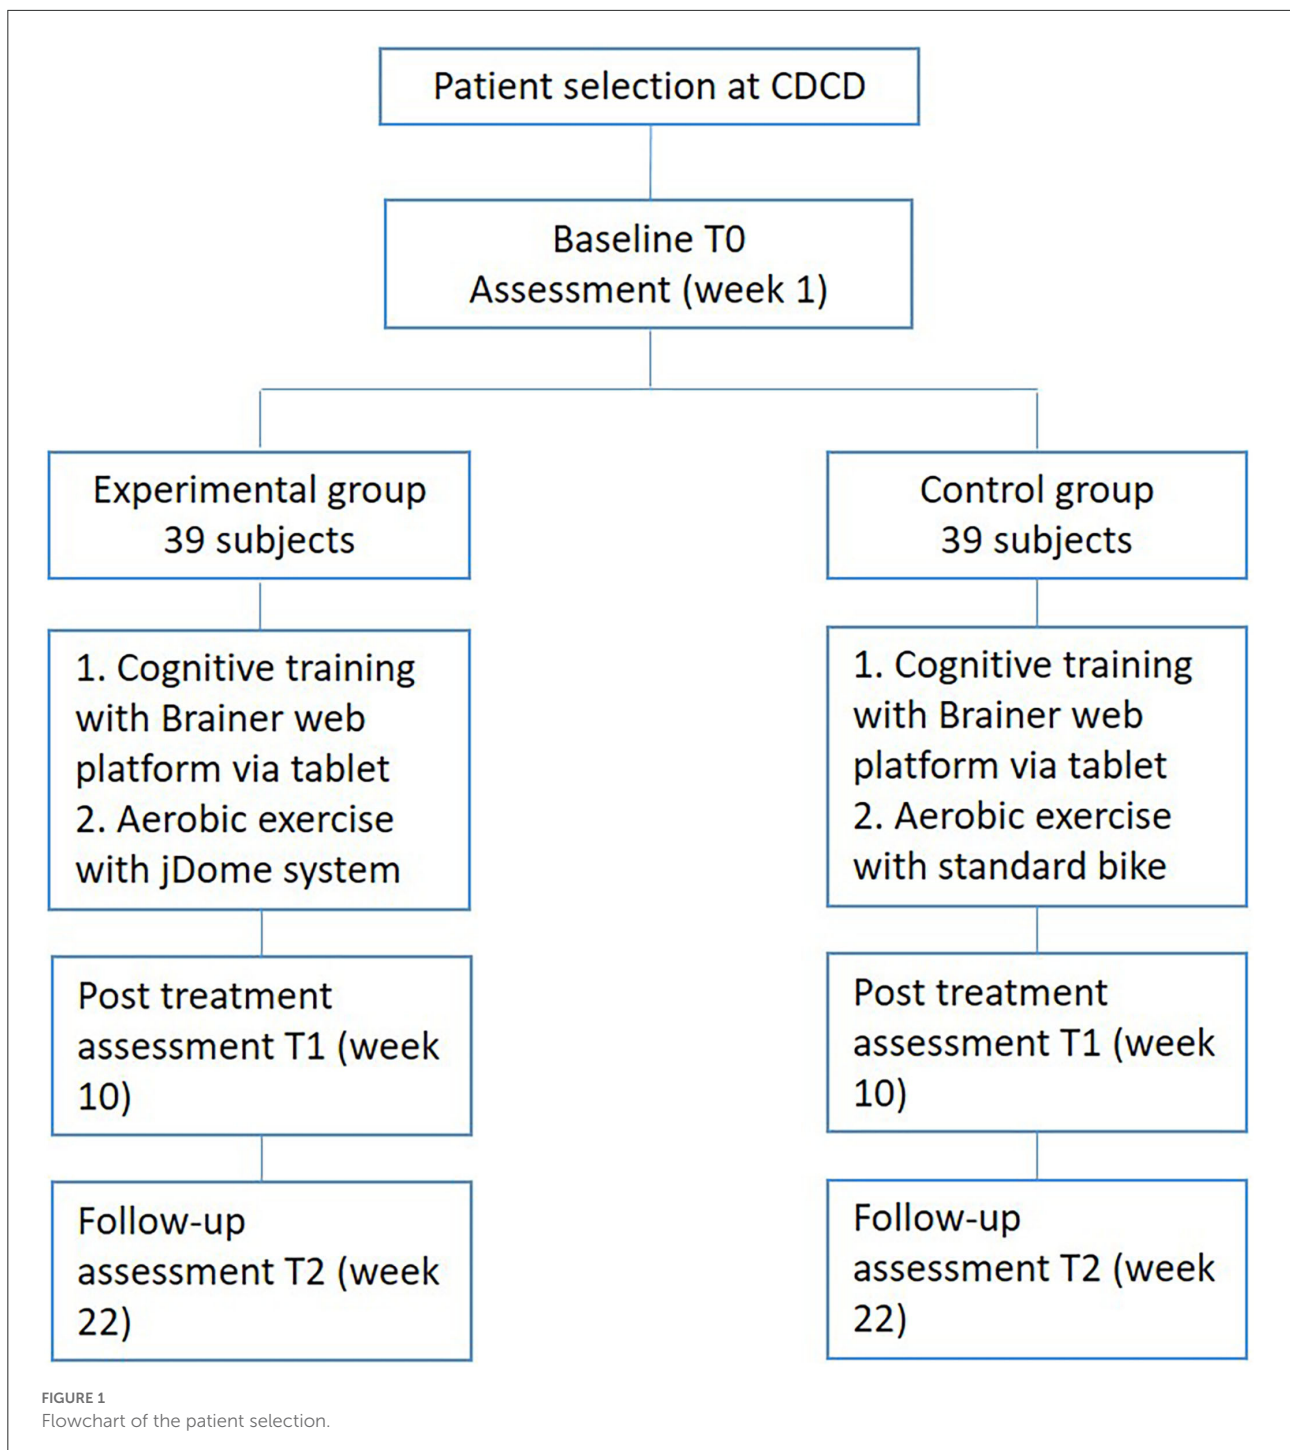 Patient selection at CDCD
Baseline T0
Assessment (week 1)
Experimental group
39 subjects
1. Cognitive training
with Brainer web
platform via tablet
2. Aerobic exercise
with jDome system
Post treatment
assessment T1 (week
10)
Follow-up
assessment T2 (week
22)
Control group
39 subjects
1. Cognitive training
with Brainer web
platform via tablet
2. Aerobic exercise
with standard bike
Post treatment
assessment T1 (week
10)
Follow-up
assessment T2 (week
22)
FIGURE 1
Flowchart of the patient selection.